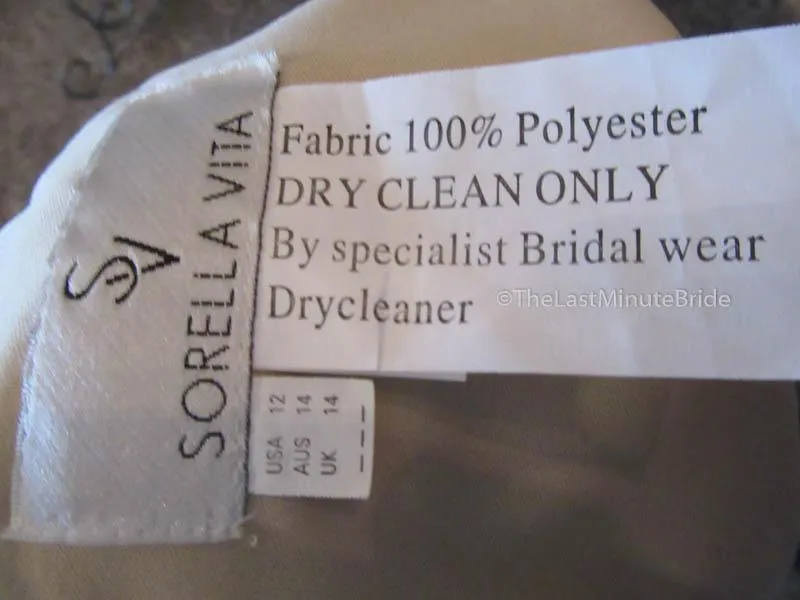 SV
SORELLA VITA
Fabric 100% Polyester
DRY CLEAN ONLY
By specialist Bridal wear
Drycleaner
©TheLastMinuteBride
USA 12
AUS 14
UK 14